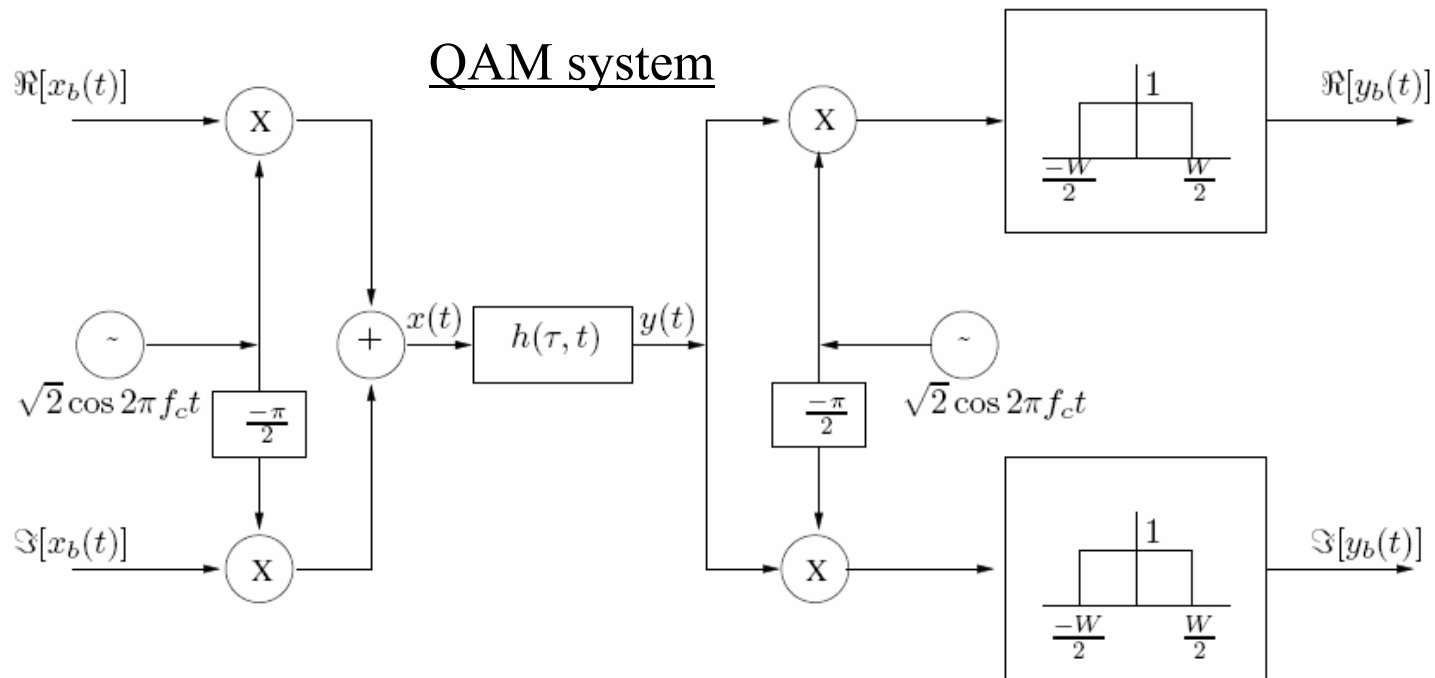 QAM system
ℜ[x_b(t)]
X
X
1
−W/2
W/2
ℜ[y_b(t)]
~
√2 cos 2πf_c t
−π/2
+
x(t)
h(τ, t)
y(t)
−π/2
~
√2 cos 2πf_c t
ℑ[x_b(t)]
X
X
1
−W/2
W/2
ℑ[y_b(t)]